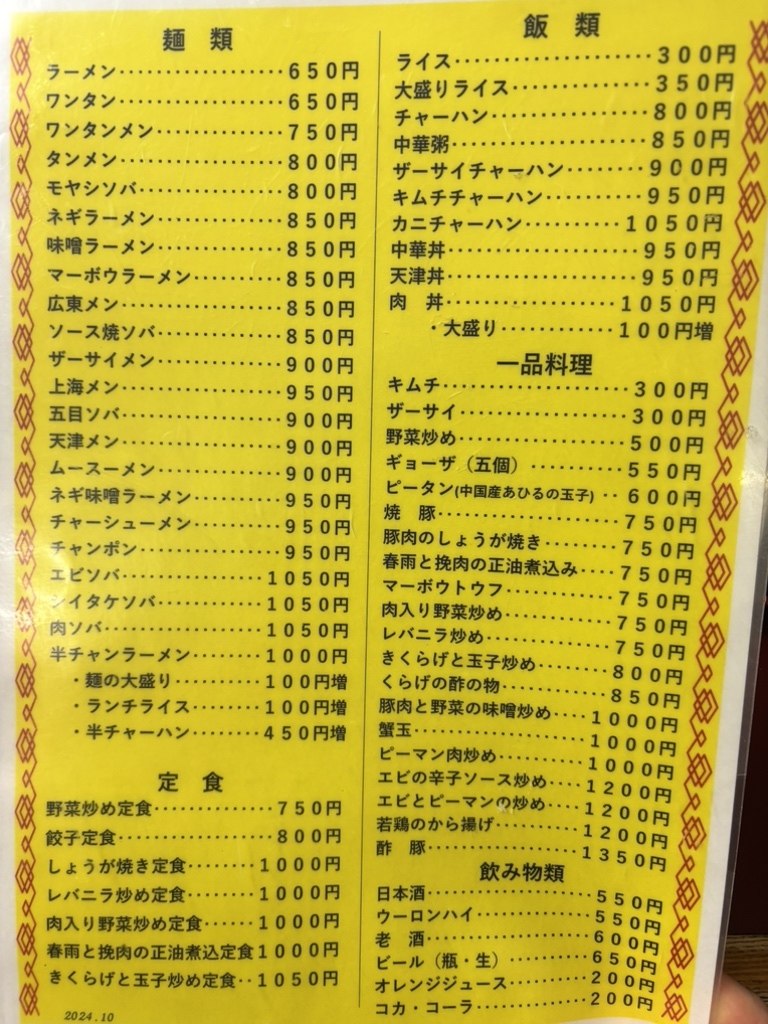 麺 類
ラーメン・・・・・・・・・・・・・・・・・650円
ワンタン・・・・・・・・・・・・・・・・・650円
ワンタンメン・・・・・・・・・・・・・750円
タンメン・・・・・・・・・・・・・・・・・800円
モヤシソバ・・・・・・・・・・・・・・・800円
ネギラーメン・・・・・・・・・・・・・850円
味噌ラーメン・・・・・・・・・・・・・850円
マーボウラーメン・・・・・・・・・850円
広東メン・・・・・・・・・・・・・・・・・850円
ソース焼ソバ・・・・・・・・・・・・・850円
ザーサイメン・・・・・・・・・・・・・900円
上海メン・・・・・・・・・・・・・・・・・950円
五目ソバ・・・・・・・・・・・・・・・・・900円
天津メン・・・・・・・・・・・・・・・・・900円
ムースーメン・・・・・・・・・・・・・900円
ネギ味噌ラーメン・・・・・・・・・950円
チャーシューメン・・・・・・・・・950円
チャンポン・・・・・・・・・・・・・・・950円
エビソバ・・・・・・・・・・・・・・・1050円
シイタケソバ・・・・・・・・・・・1050円
肉ソバ・・・・・・・・・・・・・・・・・1050円
半チャンラーメン・・・・・・・1000円
・麺の大盛り・・・・・・・・・100円増
・ランチライス・・・・・・・100円増
・半チャーハン・・・・・・・450円増
定 食
野菜炒め定食・・・・・・・・・・・・750円
餃子定食・・・・・・・・・・・・・・・・800円
しょうが焼き定食・・・・・・・・1000円
レバニラ炒め定食・・・・・・・・1000円
肉入り野菜炒め定食・・・・・・1000円
春雨と挽肉の正油煮込定食1000円
きくらげと玉子炒め定食・・1050円
2024.10
飯 類
ライス・・・・・・・・・・・・・・・・・・・・300円
大盛りライス・・・・・・・・・・・・・・350円
チャーハン・・・・・・・・・・・・・・・・800円
中華粥・・・・・・・・・・・・・・・・・・・・850円
ザーサイチャーハン・・・・・・・・900円
キムチチャーハン・・・・・・・・・・950円
カニチャーハン・・・・・・・・・・1050円
中華丼・・・・・・・・・・・・・・・・・・・・950円
天津丼・・・・・・・・・・・・・・・・・・・・950円
肉 丼・・・・・・・・・・・・・・・・・・1050円
・大盛り・・・・・・・・・・・100円増
一品料理
キムチ・・・・・・・・・・・・・・・・・・・300円
ザーサイ・・・・・・・・・・・・・・・・・300円
野菜炒め・・・・・・・・・・・・・・・・・500円
ギョーザ（五個）・・・・・・・・・・550円
ピータン(中国産あひるの玉子)・・600円
焼 豚・・・・・・・・・・・・・・・・・・・750円
豚肉のしょうが焼き・・・・・・・・750円
春雨と挽肉の正油煮込み・・・・750円
マーボウトウフ・・・・・・・・・・・・750円
肉入り野菜炒め・・・・・・・・・・・・750円
レバニラ炒め・・・・・・・・・・・・・・750円
きくらげと玉子炒め・・・・・・・・800円
くらげの酢の物・・・・・・・・・・・・850円
豚肉と野菜の味噌炒め・・・・1000円
蟹玉・・・・・・・・・・・・・・・・・・・・1000円
ピーマン肉炒め・・・・・・・・・・1000円
エビの辛子ソース炒め・・・・1200円
エビとピーマンの炒め・・・・1200円
若鶏のから揚げ・・・・・・・・・・1200円
酢 豚・・・・・・・・・・・・・・・・・・1350円
飲み物類
日本酒・・・・・・・・・・・・・・・・・・550円
ウーロンハイ・・・・・・・・・・・・550円
老 酒・・・・・・・・・・・・・・・・・・600円
ビール（瓶・生）・・・・・・・・・・650円
オレンジジュース・・・・・・・・200円
コカ・コーラ・・・・・・・・・・・・200円